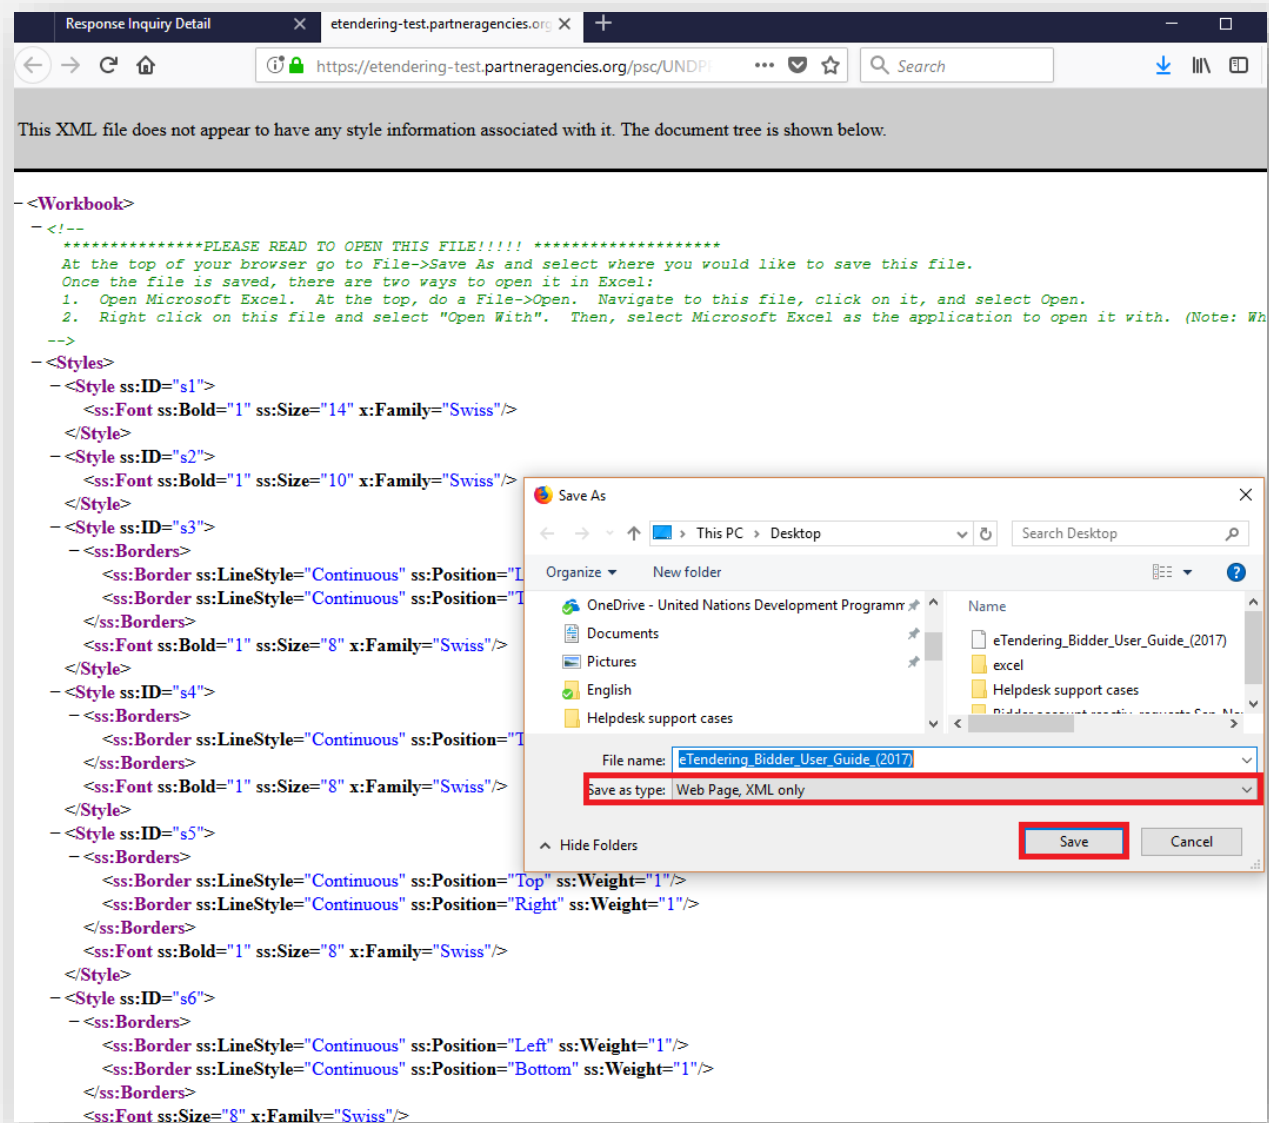 Response Inquiry Detail
etendering-test.partneragencies.org
https://etendering-test.partneragencies.org/psc/UNDP
Search
This XML file does not appear to have any style information associated with it. The document tree is shown below.
−<Workbook>
−<!--
***************PLEASE READ TO OPEN THIS FILE!!!!! ********************
At the top of your browser go to File->Save As and select where you would like to save this file.
Once the file is saved, there are two ways to open it in Excel:
1.  Open Microsoft Excel.  At the top, do a File->Open.  Navigate to this file, click on it, and select Open.
2.  Right click on this file and select "Open With".  Then, select Microsoft Excel as the application to open it with. (Note: Wh
-->
−<Styles>
−<Style ss:ID="s1">
<ss:Font ss:Bold="1" ss:Size="14" x:Family="Swiss"/>
</Style>
−<Style ss:ID="s2">
<ss:Font ss:Bold="1" ss:Size="10" x:Family="Swiss"/>
</Style>
−<Style ss:ID="s3">
−<ss:Borders>
<ss:Border ss:LineStyle="Continuous" ss:Position="L
<ss:Border ss:LineStyle="Continuous" ss:Position="T
</ss:Borders>
<ss:Font ss:Bold="1" ss:Size="8" x:Family="Swiss"/>
</Style>
−<Style ss:ID="s4">
−<ss:Borders>
<ss:Border ss:LineStyle="Continuous" ss:Position="T
</ss:Borders>
<ss:Font ss:Bold="1" ss:Size="8" x:Family="Swiss"/>
</Style>
−<Style ss:ID="s5">
−<ss:Borders>
<ss:Border ss:LineStyle="Continuous" ss:Position="Top" ss:Weight="1"/>
<ss:Border ss:LineStyle="Continuous" ss:Position="Right" ss:Weight="1"/>
</ss:Borders>
<ss:Font ss:Bold="1" ss:Size="8" x:Family="Swiss"/>
</Style>
−<Style ss:ID="s6">
−<ss:Borders>
<ss:Border ss:LineStyle="Continuous" ss:Position="Left" ss:Weight="1"/>
<ss:Border ss:LineStyle="Continuous" ss:Position="Bottom" ss:Weight="1"/>
</ss:Borders>
<ss:Font ss:Size="8" x:Family="Swiss"/>
Save As
This PC > Desktop
Search Desktop
Organize
New folder
OneDrive - United Nations Development Programm
Documents
Pictures
English
Helpdesk support cases
Name
eTendering_Bidder_User_Guide_(2017)
excel
Helpdesk support cases
Bidder account reactiv requests Sep
File name: eTendering_Bidder_User_Guide_(2017)
Save as type: Web Page, XML only
Hide Folders
Save
Cancel